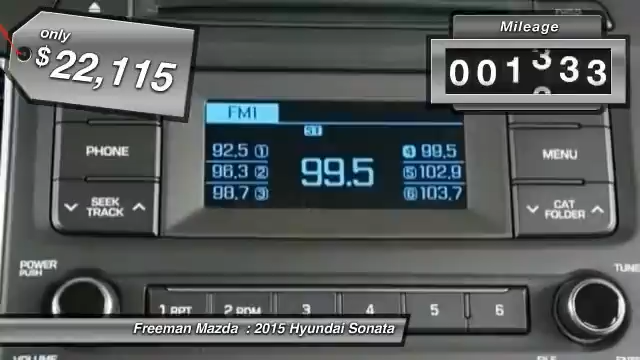 only
$22,115
Mileage
001333
FM1
ST
92.5 1
96.3 2
98.7 3
99.5
4 99.5
5 102.9
6 103.7
PHONE
SEEK
TRACK
MENU
CAT
FOLDER
POWER
PUSH
TUNE
1 RPT
2 RDM
3
4
5
6
Freeman Mazda : 2015 Hyundai Sonata
VOLUME